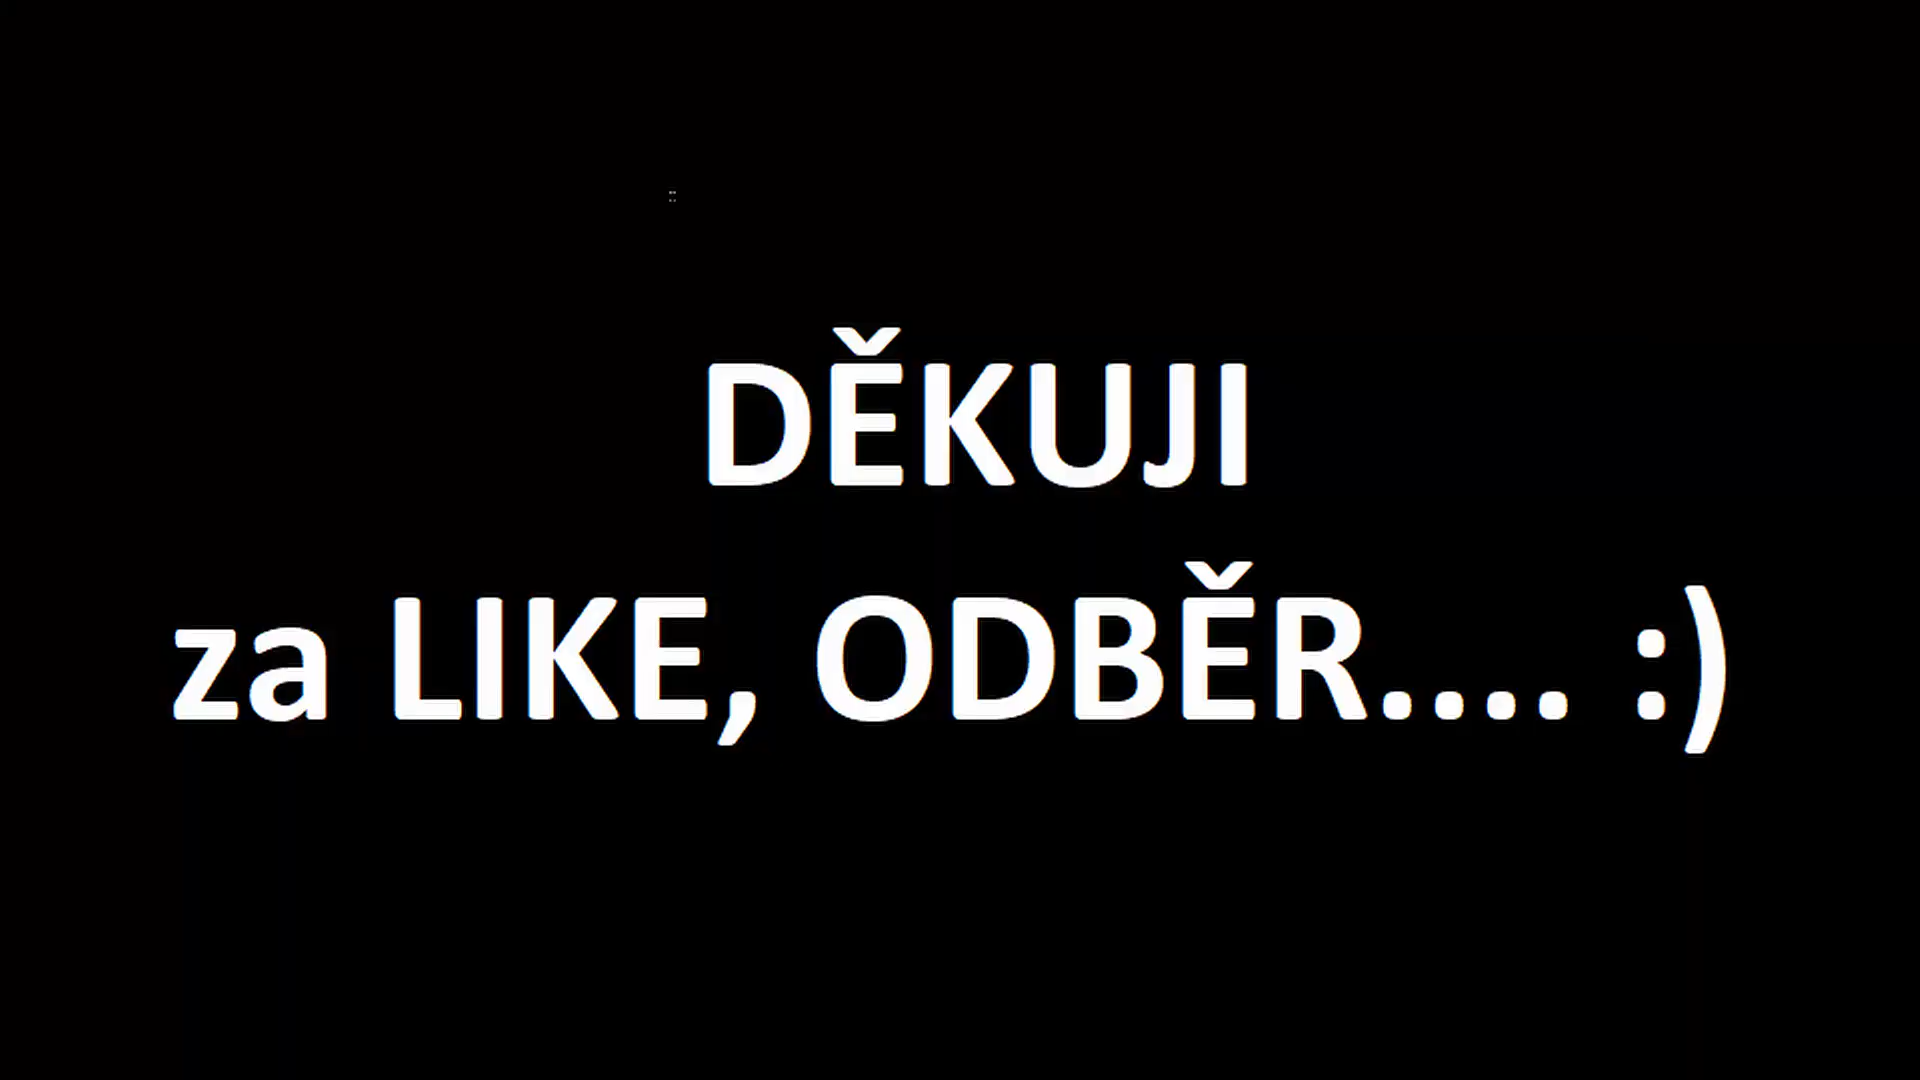 DĚKUJI
za LIKE, ODBĚR.... :)